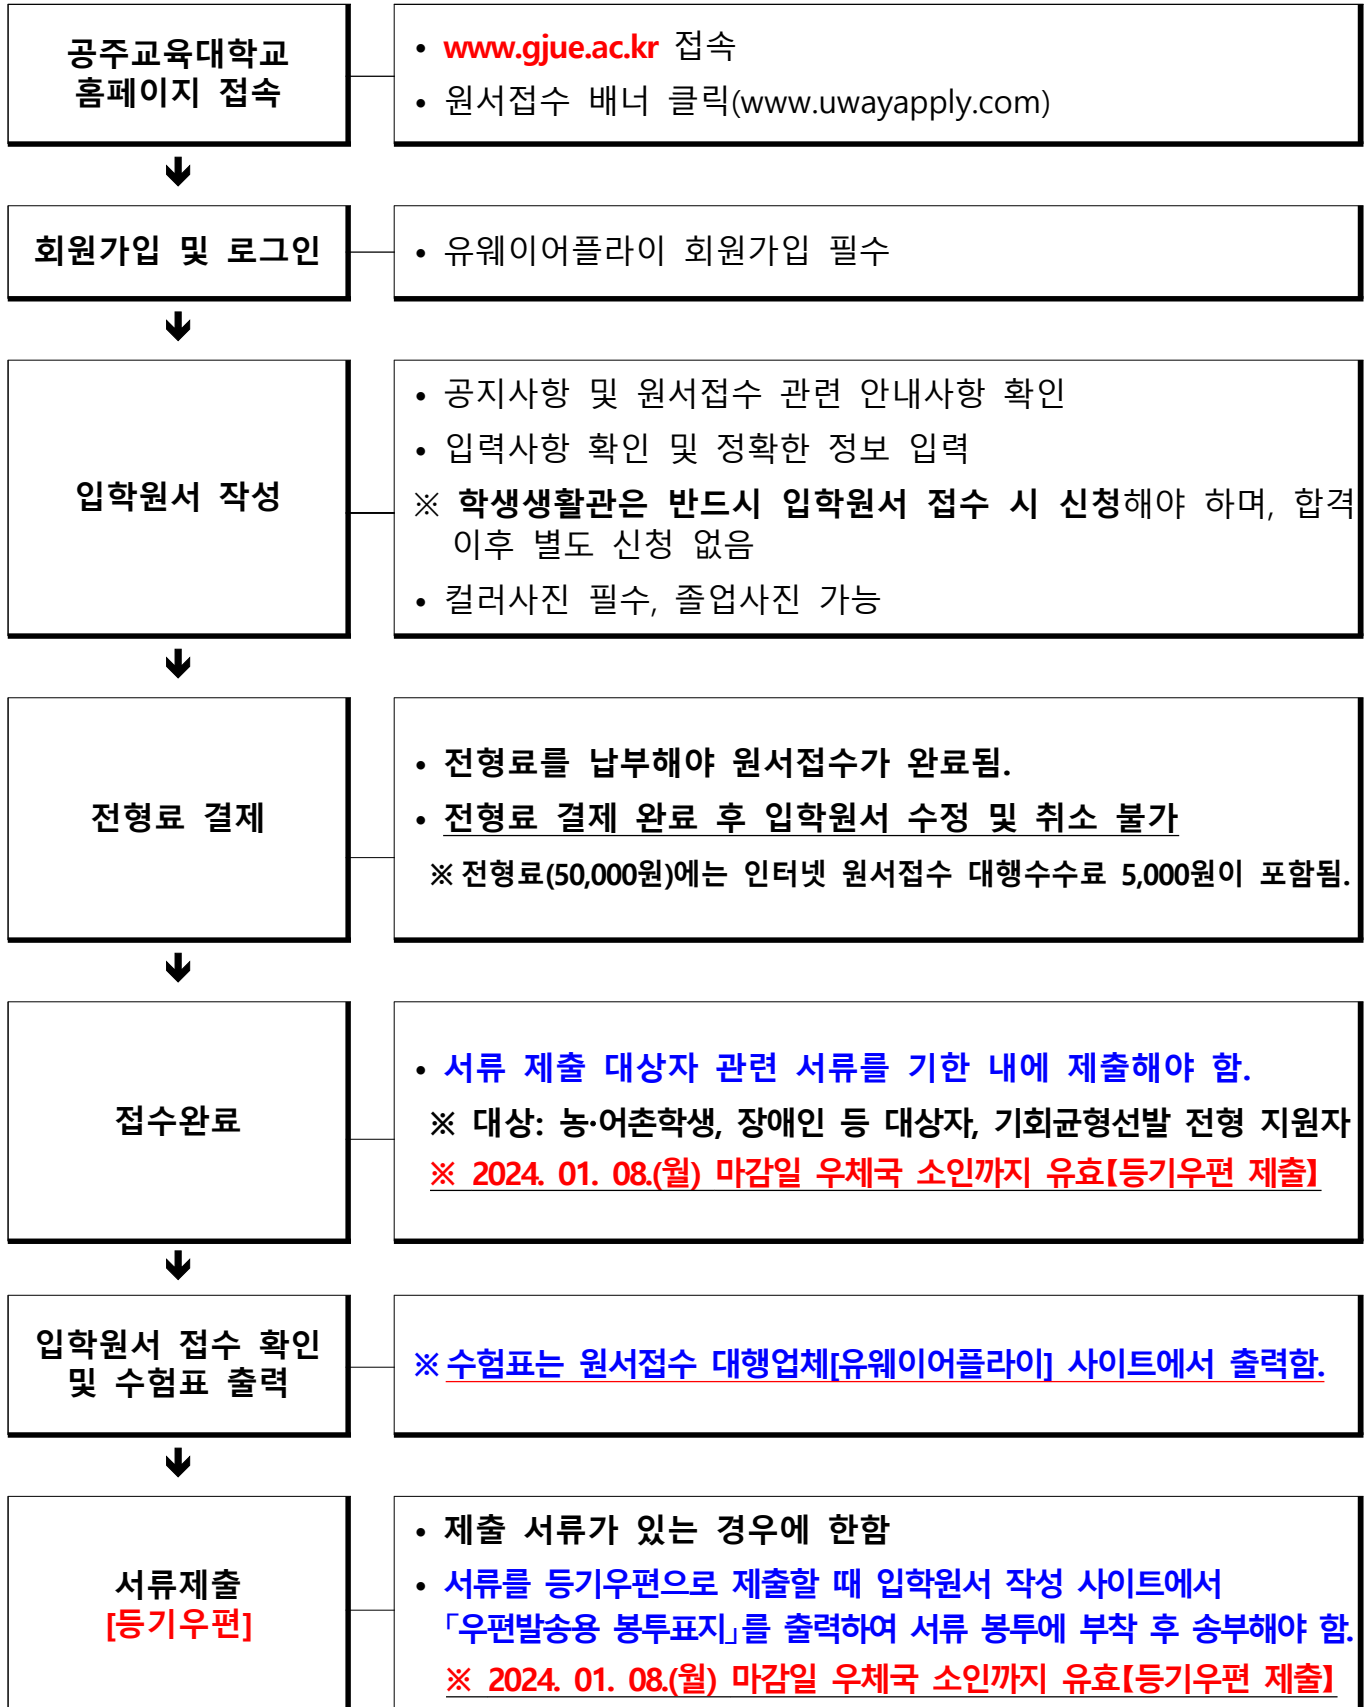 공주교육대학교
홈페이지 접속
• www.gjue.ac.kr 접속
• 원서접수 배너 클릭(www.uwayapply.com)
🡻
회원가입 및 로그인
• 유웨이어플라이 회원가입 필수
🡻
입학원서 작성
• 공지사항 및 원서접수 관련 안내사항 확인
• 입력사항 확인 및 정확한 정보 입력
※ 학생생활관은 반드시 입학원서 접수 시 신청해야 하며, 합격
이후 별도 신청 없음
• 컬러사진 필수, 졸업사진 가능
🡻
전형료 결제
• 전형료를 납부해야 원서접수가 완료됨.
• 전형료 결제 완료 후 입학원서 수정 및 취소 불가
※ 전형료(50,000원)에는 인터넷 원서접수 대행수수료 5,000원이 포함됨.
🡻
접수완료
• 서류 제출 대상자 관련 서류를 기한 내에 제출해야 함.
※ 대상: 농·어촌학생, 장애인 등 대상자, 기회균형선발 전형 지원자
※ 2024. 01. 08.(월) 마감일 우체국 소인까지 유효【등기우편 제출】
🡻
입학원서 접수 확인
및 수험표 출력
※ 수험표는 원서접수 대행업체[유웨이어플라이] 사이트에서 출력함.
🡻
서류제출
[등기우편]
• 제출 서류가 있는 경우에 한함
• 서류를 등기우편으로 제출할 때 입학원서 작성 사이트에서
「우편발송용 봉투표지」를 출력하여 서류 봉투에 부착 후 송부해야 함.
※ 2024. 01. 08.(월) 마감일 우체국 소인까지 유효【등기우편 제출】